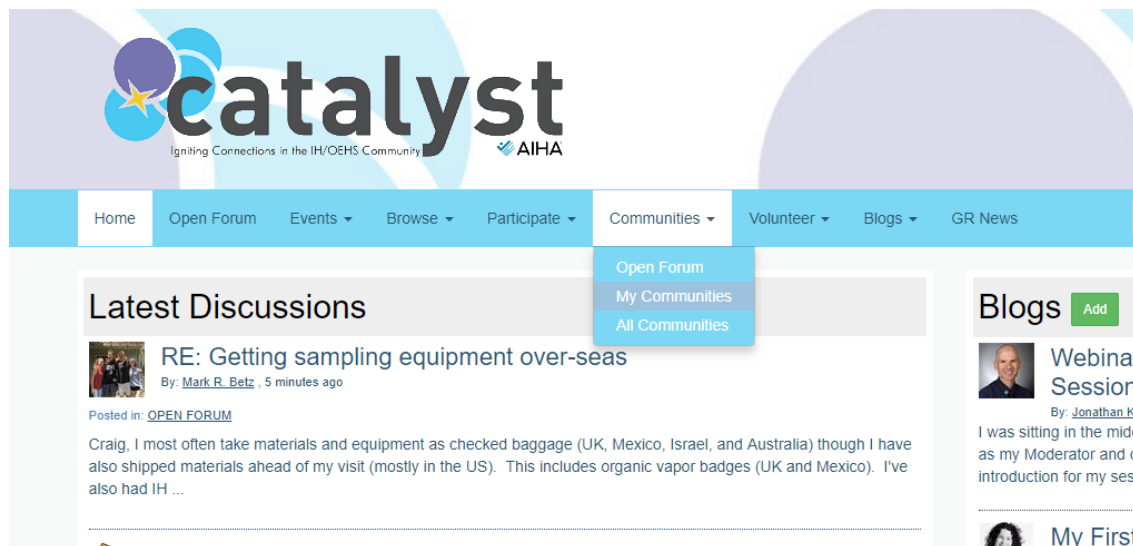 catalyst
Igniting Connections in the IH/OEHS Community
AIHA
Home Open Forum Events Browse Participate Communities Volunteer Blogs GR News
Open Forum
My Communities
All Communities
Latest Discussions
RE: Getting sampling equipment over-seas
By: Mark R. Betz , 5 minutes ago
Posted in: OPEN FORUM
Craig, I most often take materials and equipment as checked baggage (UK, Mexico, Israel, and Australia) though I have
also shipped materials ahead of my visit (mostly in the US). This includes organic vapor badges (UK and Mexico). I've
also had IH ...
Blogs Add
Session
By: Jonathan
I was sitting in the
as my Moderator and
introduction for my
My First